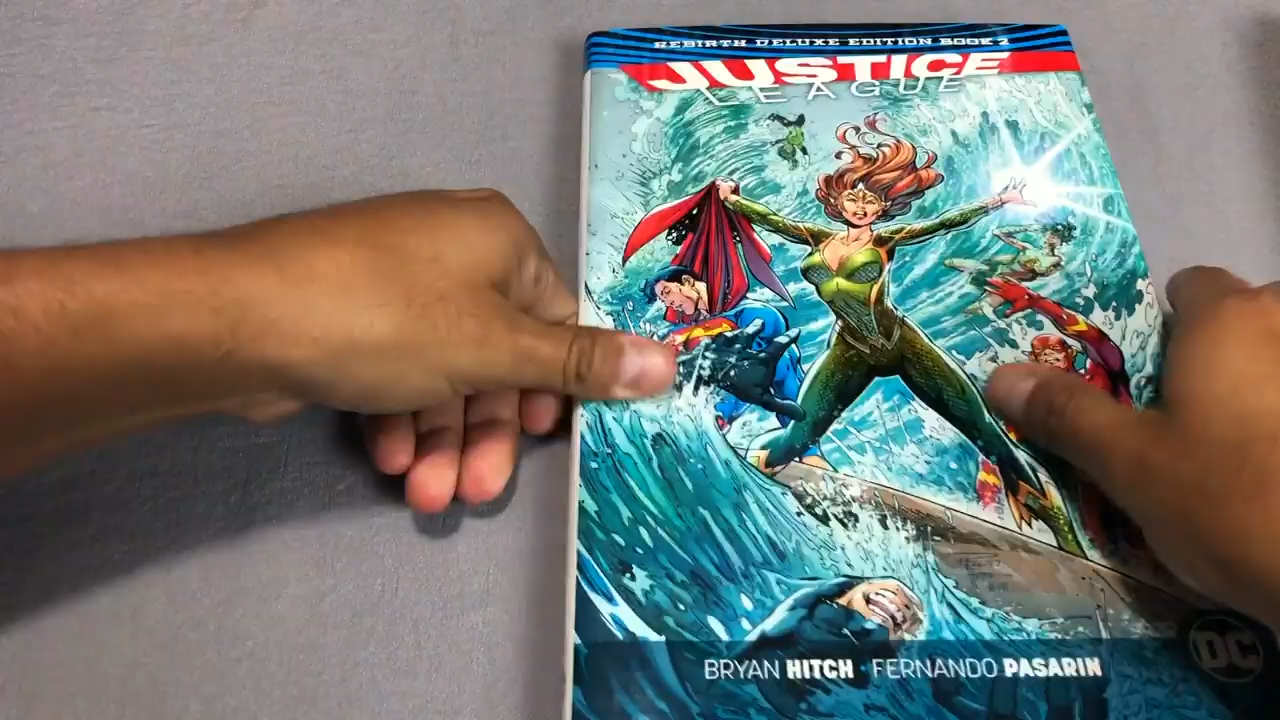 REBIRTH DELUXE EDITION BOOK 2
JUSTICE
LEAGUE
BRYAN HITCH FERNANDO PASARIN
DC